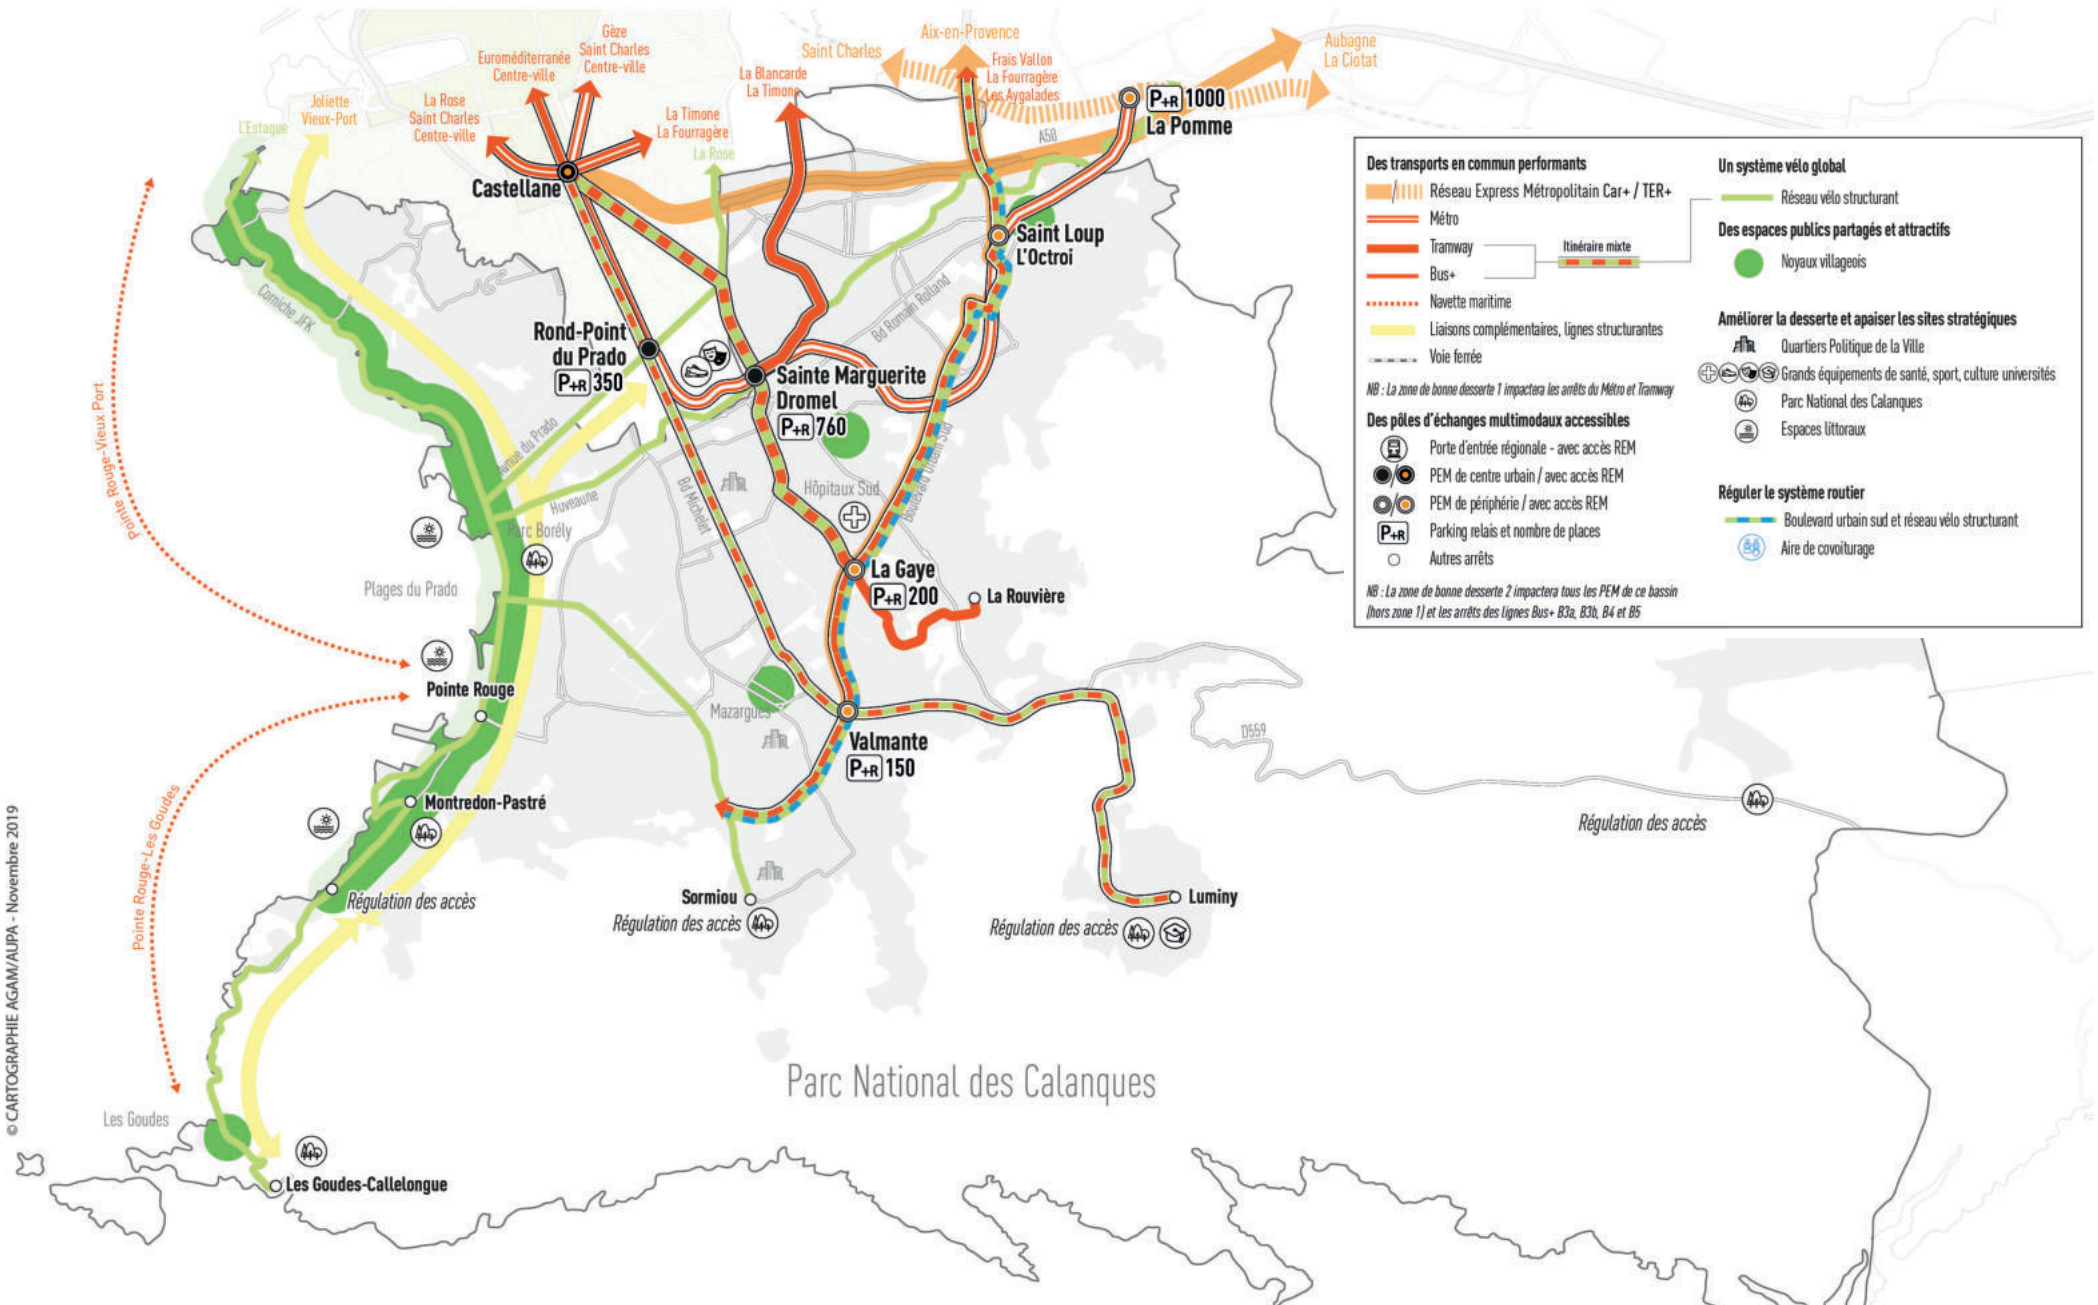 L'Estaque
Joliette
Vieux-Port
La Rose
Saint Charles
Centre-ville
Euroméditerranée
Centre-ville
Gèze
Saint Charles
Centre-ville
La Timone
La Fourragère
La Rose
La Blancarde
La Timone
Saint Charles
Aix-en-Provence
Frais Vallon
La Fourragère
Les Aygalades
Aubagne
La Ciotat
P+R 1000
La Pomme
A50
Castellane
Saint Loup
L'Octroi
Corniche JFK
Bd Romain Rolland
Rond-Point
du Prado
P+R 350
Sainte Marguerite
Dromel
P+R 760
Avenue du Prado
Huveaune
Bd Michelet
Hôpitaux Sud
Boulevard Urbain Sud
Parc Borély
Plages du Prado
La Gaye
P+R 200
La Rouvière
Pointe Rouge-Vieux Port
Pointe Rouge
Mazargues
Valmante
P+R 150
D559
Montredon-Pastré
Régulation des accès
Pointe Rouge-Les Goudes
Régulation des accès
Sormiou
Régulation des accès
Luminy
Régulation des accès
Parc National des Calanques
Les Goudes
Les Goudes-Callelongue
© CARTOGRAPHIE AGAM/AUPA - Novembre 2019
Des transports en commun performants
Réseau Express Métropolitain Car+ / TER+
Métro
Tramway
Bus+
Itinéraire mixte
Navette maritime
Liaisons complémentaires, lignes structurantes
Voie ferrée
NB : La zone de bonne desserte 1 impactera les arrêts du Métro et Tramway
Des pôles d'échanges multimodaux accessibles
Porte d'entrée régionale - avec accès REM
PEM de centre urbain / avec accès REM
PEM de périphérie / avec accès REM
P+R Parking relais et nombre de places
Autres arrêts
NB : La zone de bonne desserte 2 impactera tous les PEM de ce bassin
(hors zone 1) et les arrêts des lignes Bus+ B3a, B3b, B4 et B5
Un système vélo global
Réseau vélo structurant
Des espaces publics partagés et attractifs
Noyaux villageois
Améliorer la desserte et apaiser les sites stratégiques
Quartiers Politique de la Ville
Grands équipements de santé, sport, culture universités
Parc National des Calanques
Espaces littoraux
Réguler le système routier
Boulevard urbain sud et réseau vélo structurant
Aire de covoiturage